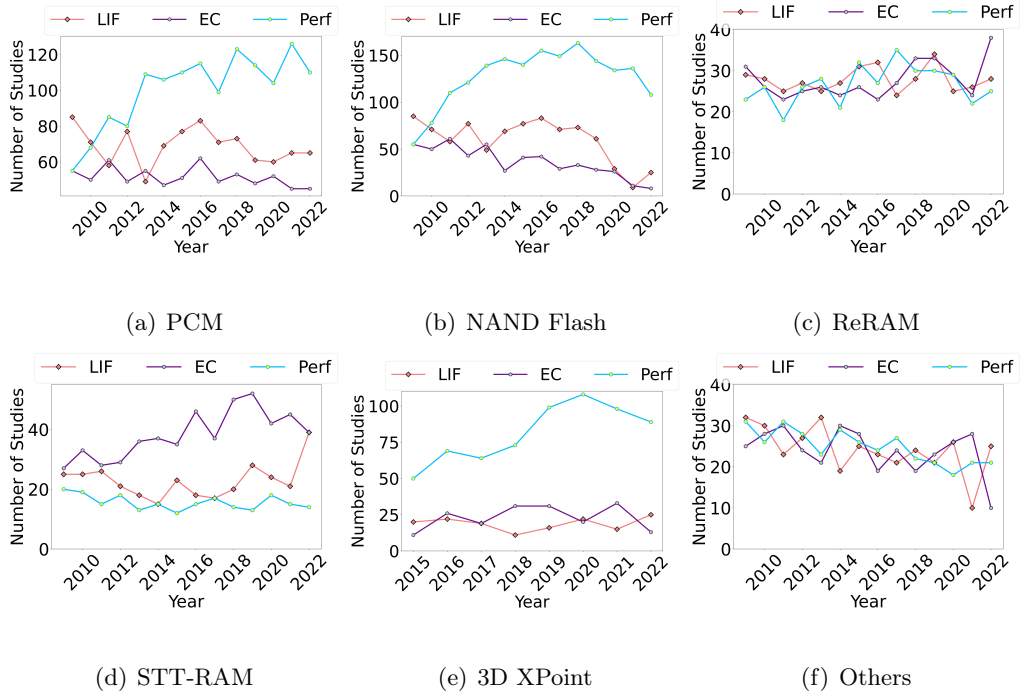 LIF EC Perf
120
100
80
60
Number of Studies
2010 2012 2014 2016 2018 2020 2022
Year
(a) PCM
LIF EC Perf
150
100
50
0
Number of Studies
2010 2012 2014 2016 2018 2020 2022
Year
(b) NAND Flash
LIF EC Perf
40
30
20
10
0
Number of Studies
2010 2012 2014 2016 2018 2020 2022
Year
(c) ReRAM
LIF EC Perf
40
20
0
Number of Studies
2010 2012 2014 2016 2018 2020 2022
Year
(d) STT-RAM
LIF EC Perf
100
75
50
25
0
Number of Studies
2015 2016 2017 2018 2019 2020 2021 2022
Year
(e) 3D XPoint
LIF EC Perf
40
30
20
10
0
Number of Studies
2010 2012 2014 2016 2018 2020 2022
Year
(f) Others